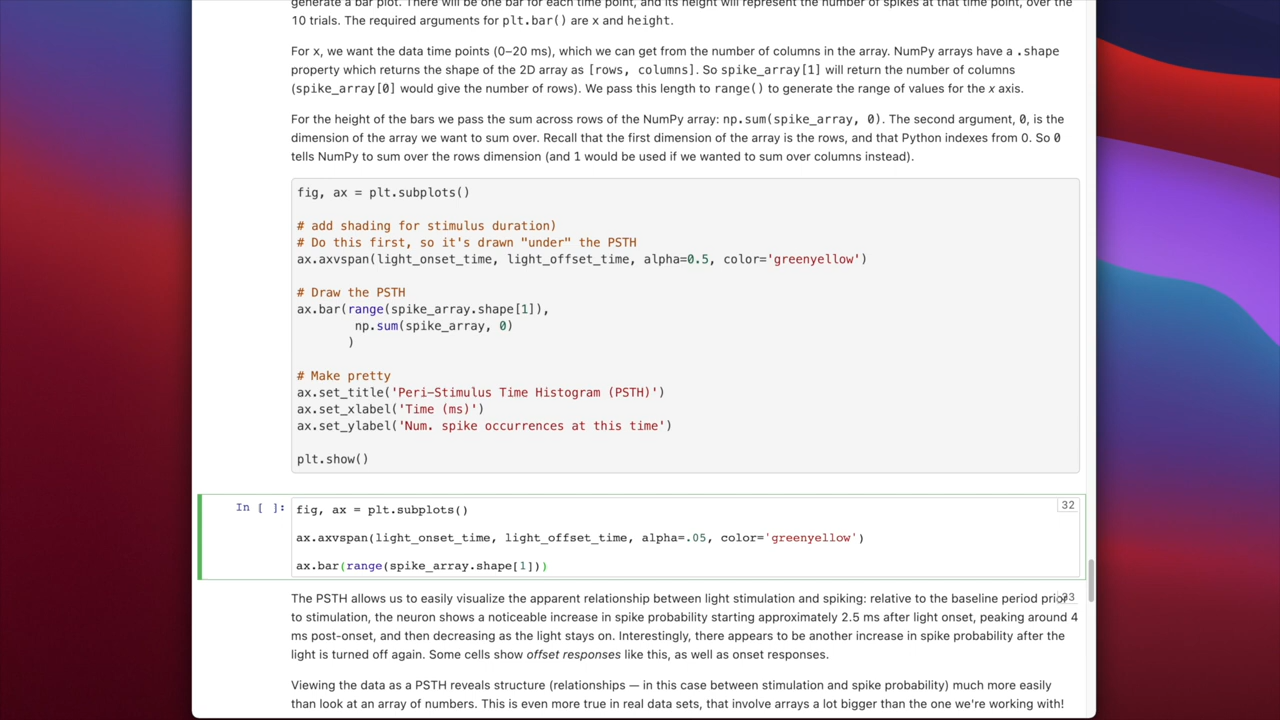 generate a bar plot. There will be one bar for each time point, and its height will represent the number of spikes at that time point, over the
10 trials. The required arguments for plt.bar() are x and height.
For x, we want the data time points (0–20 ms), which we can get from the number of columns in the array. NumPy arrays have a .shape
property which returns the shape of the 2D array as [rows, columns]. So spike_array[1] will return the number of columns
(spike_array[0] would give the number of rows). We pass this length to range() to generate the range of values for the x axis.
For the height of the bars we pass the sum across rows of the NumPy array: np.sum(spike_array, 0). The second argument, 0, is the
dimension of the array we want to sum over. Recall that the first dimension of the array is the rows, and that Python indexes from 0. So 0
tells NumPy to sum over the rows dimension (and 1 would be used if we wanted to sum over columns instead).
fig, ax = plt.subplots()
# add shading for stimulus duration)
# Do this first, so it's drawn "under" the PSTH
ax.axvspan(light_onset_time, light_offset_time, alpha=0.5, color='greenyellow')
# Draw the PSTH
ax.bar(range(spike_array.shape[1]),
np.sum(spike_array, 0)
)
# Make pretty
ax.set_title('Peri-Stimulus Time Histogram (PSTH)')
ax.set_xlabel('Time (ms)')
ax.set_ylabel('Num. spike occurrences at this time')
plt.show()
In [ ]:
32
fig, ax = plt.subplots()
ax.axvspan(light_onset_time, light_offset_time, alpha=.05, color='greenyellow')
ax.bar(range(spike_array.shape[1]))
33
The PSTH allows us to easily visualize the apparent relationship between light stimulation and spiking: relative to the baseline period prior
to stimulation, the neuron shows a noticeable increase in spike probability starting approximately 2.5 ms after light onset, peaking around 4
ms post-onset, and then decreasing as the light stays on. Interestingly, there appears to be another increase in spike probability after the
light is turned off again. Some cells show offset responses like this, as well as onset responses.
Viewing the data as a PSTH reveals structure (relationships — in this case between stimulation and spike probability) much more easily
than look at an array of numbers. This is even more true in real data sets, that involve arrays a lot bigger than the one we're working with!